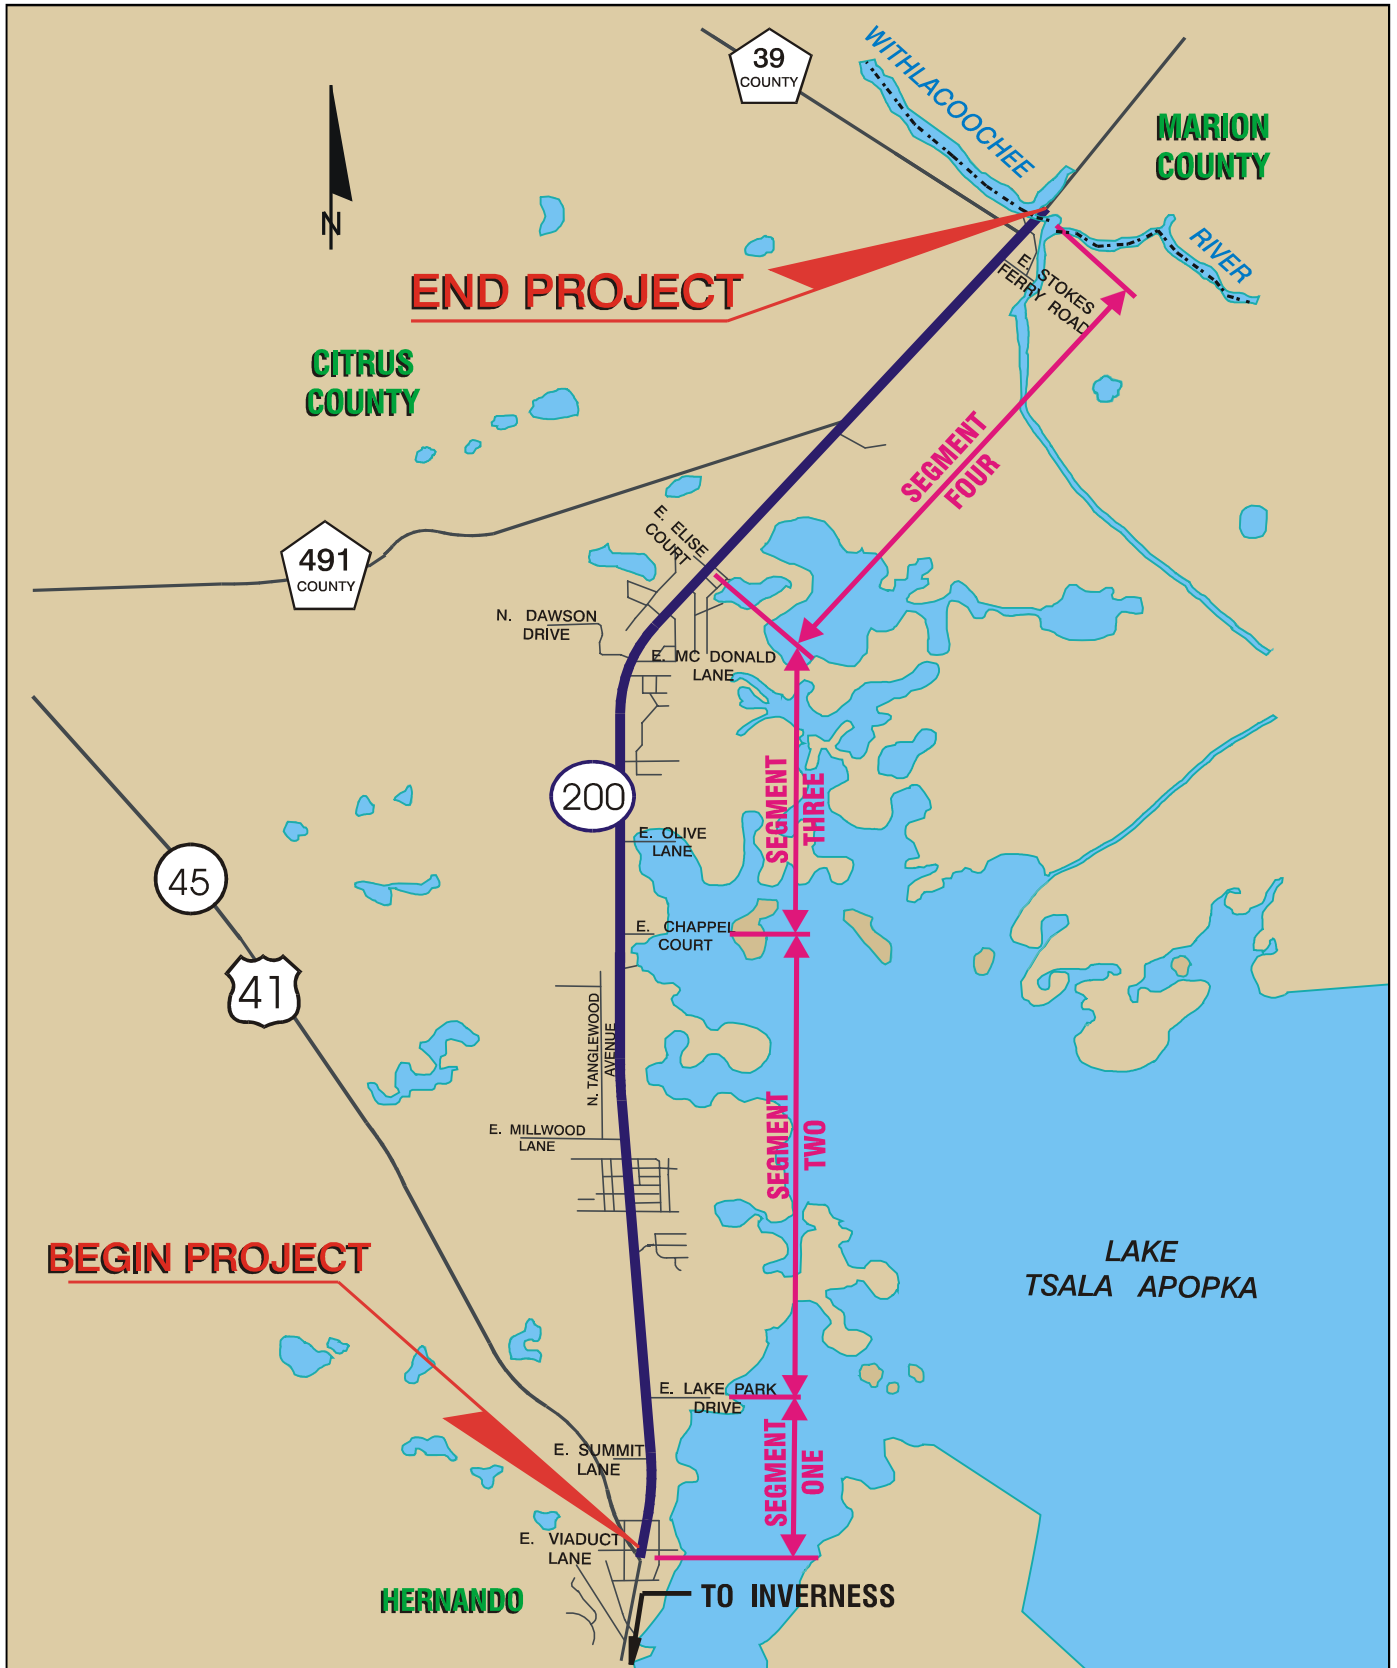 39
COUNTY
WITHLACOOCHEE
MARION
COUNTY
N
RIVER
E. STOKES
FERRY ROAD
END PROJECT
CITRUS
COUNTY
SEGMENT
FOUR
491
COUNTY
E. ELISE
COURT
N. DAWSON
DRIVE
E. MC DONALD
LANE
200
SEGMENT
THREE
E. OLIVE
LANE
45
E. CHAPPEL
COURT
41
N. TANGLEWOOD
AVENUE
E. MILLWOOD
LANE
SEGMENT
TWO
BEGIN PROJECT
LAKE
TSALA APOPKA
E. LAKE PARK
DRIVE
E. SUMMIT
LANE
SEGMENT
ONE
E. VIADUCT
LANE
HERNANDO
TO INVERNESS